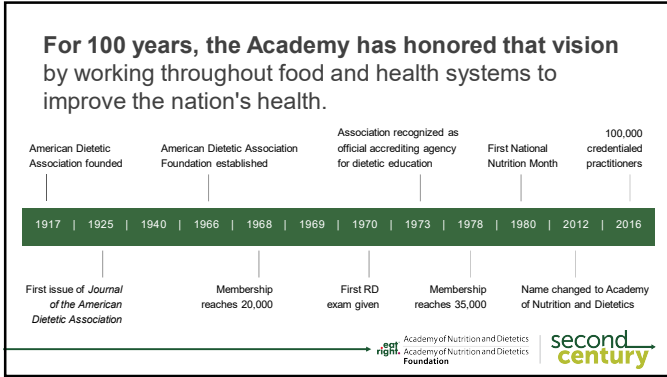 For 100 years, the Academy has honored that vision
by working throughout food and health systems to
improve the nation's health.
American Dietetic
Association founded
American Dietetic Association
Foundation established
Association recognized as
official accrediting agency
for dietetic education
First National
Nutrition Month
100,000
credentialed
practitioners
1917 | 1925 | 1940 | 1966 | 1968 | 1969 | 1970 | 1973 | 1978 | 1980 | 2012 | 2016
First issue of Journal
of the American
Dietetic Association
Membership
reaches 20,000
First RD
exam given
Membership
reaches 35,000
Name changed to Academy
of Nutrition and Dietetics
eat
right.
Academy of Nutrition and Dietetics
Academy of Nutrition and Dietetics
Foundation
second
century